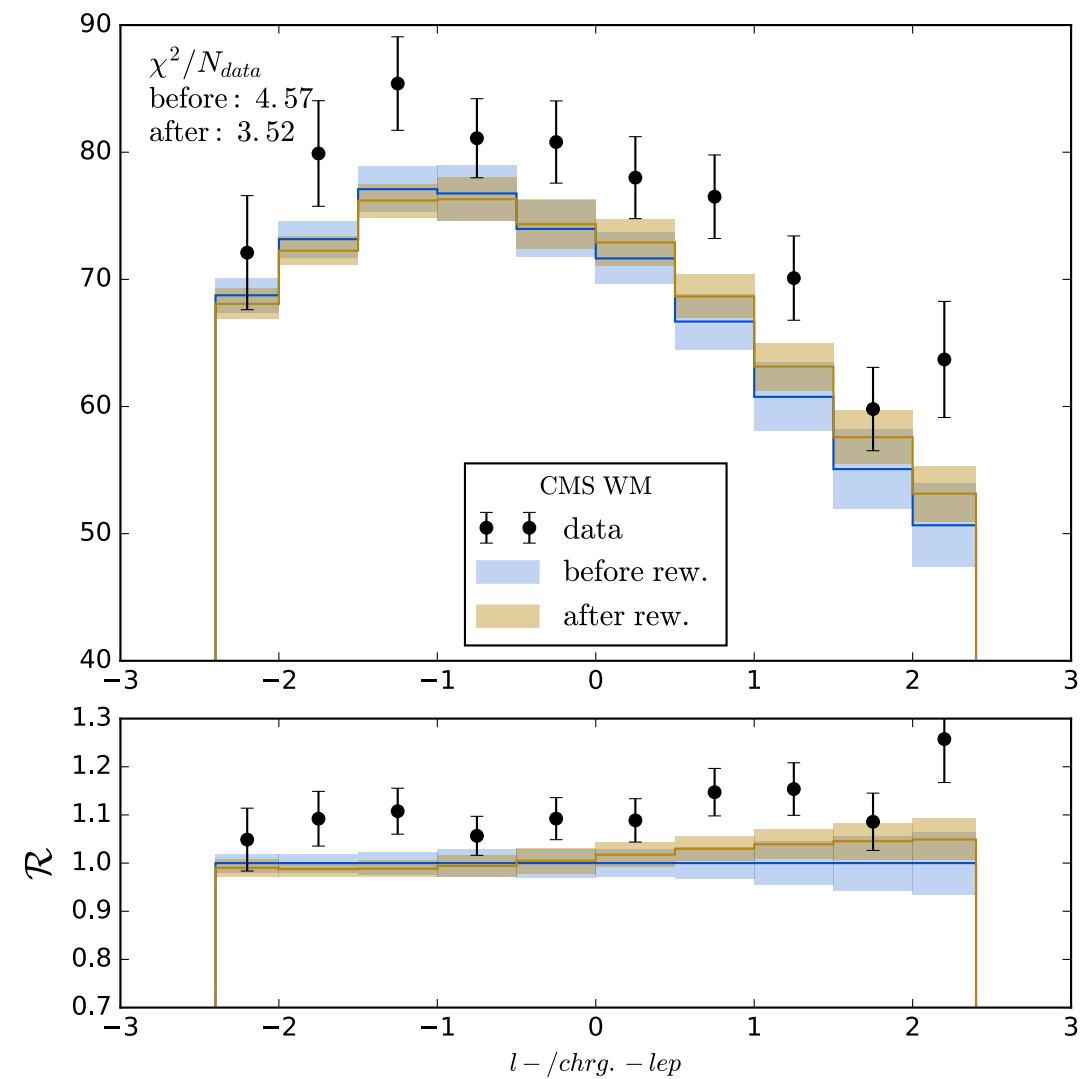 90
80
70
60
50
40
χ²/N_data
before: 4.57
after: 3.52
CMS WM
data
before rew.
after rew.
−3 −2 −1 0 1 2 3
1.3
1.2
1.1
1.0
0.9
0.8
0.7
ℛ
−3 −2 −1 0 1 2 3
l − /chrg. − lep